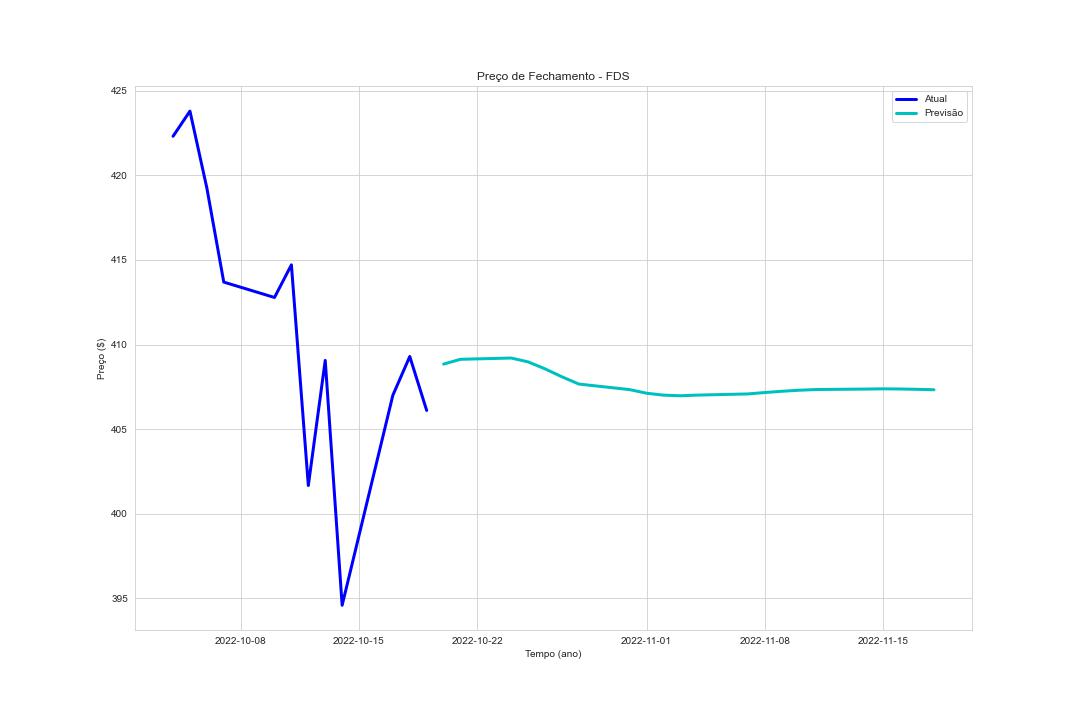 Preço de Fechamento - FDS
Atual
Previsão
425
420
415
410
405
400
395
Preço ($)
2022-10-08 2022-10-15 2022-10-22 2022-11-01 2022-11-08 2022-11-15
Tempo (ano)